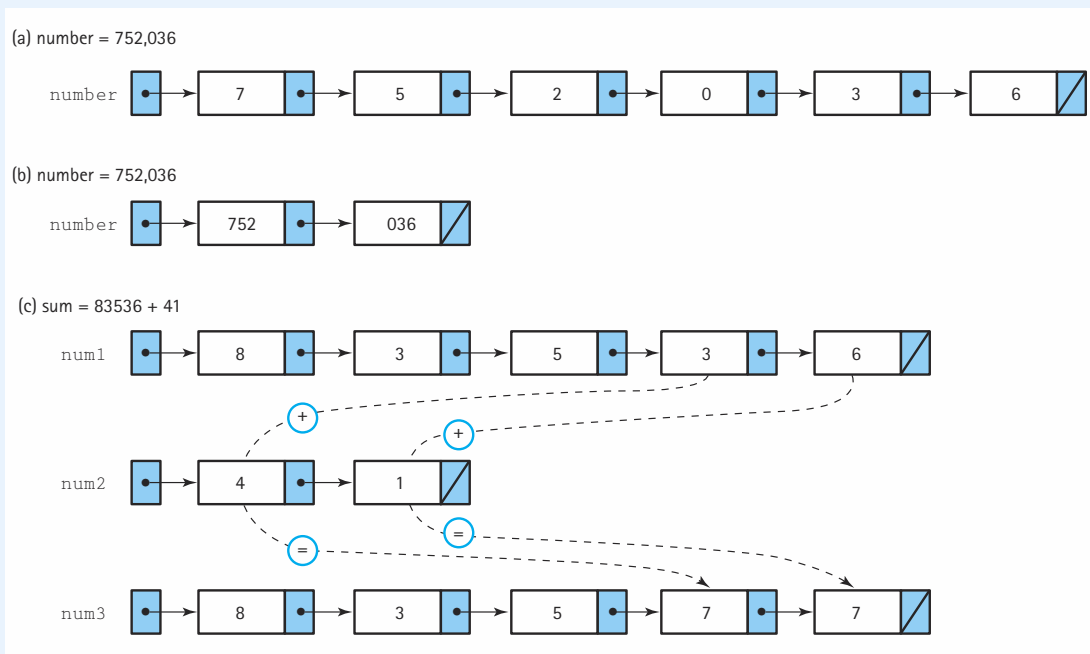 (a) number = 752,036
number 7 5 2 0 3 6
(b) number = 752,036
number 752 036
(c) sum = 83536 + 41
num1 8 3 5 3 6
+ +
num2 4 1
= =
num3 8 3 5 7 7